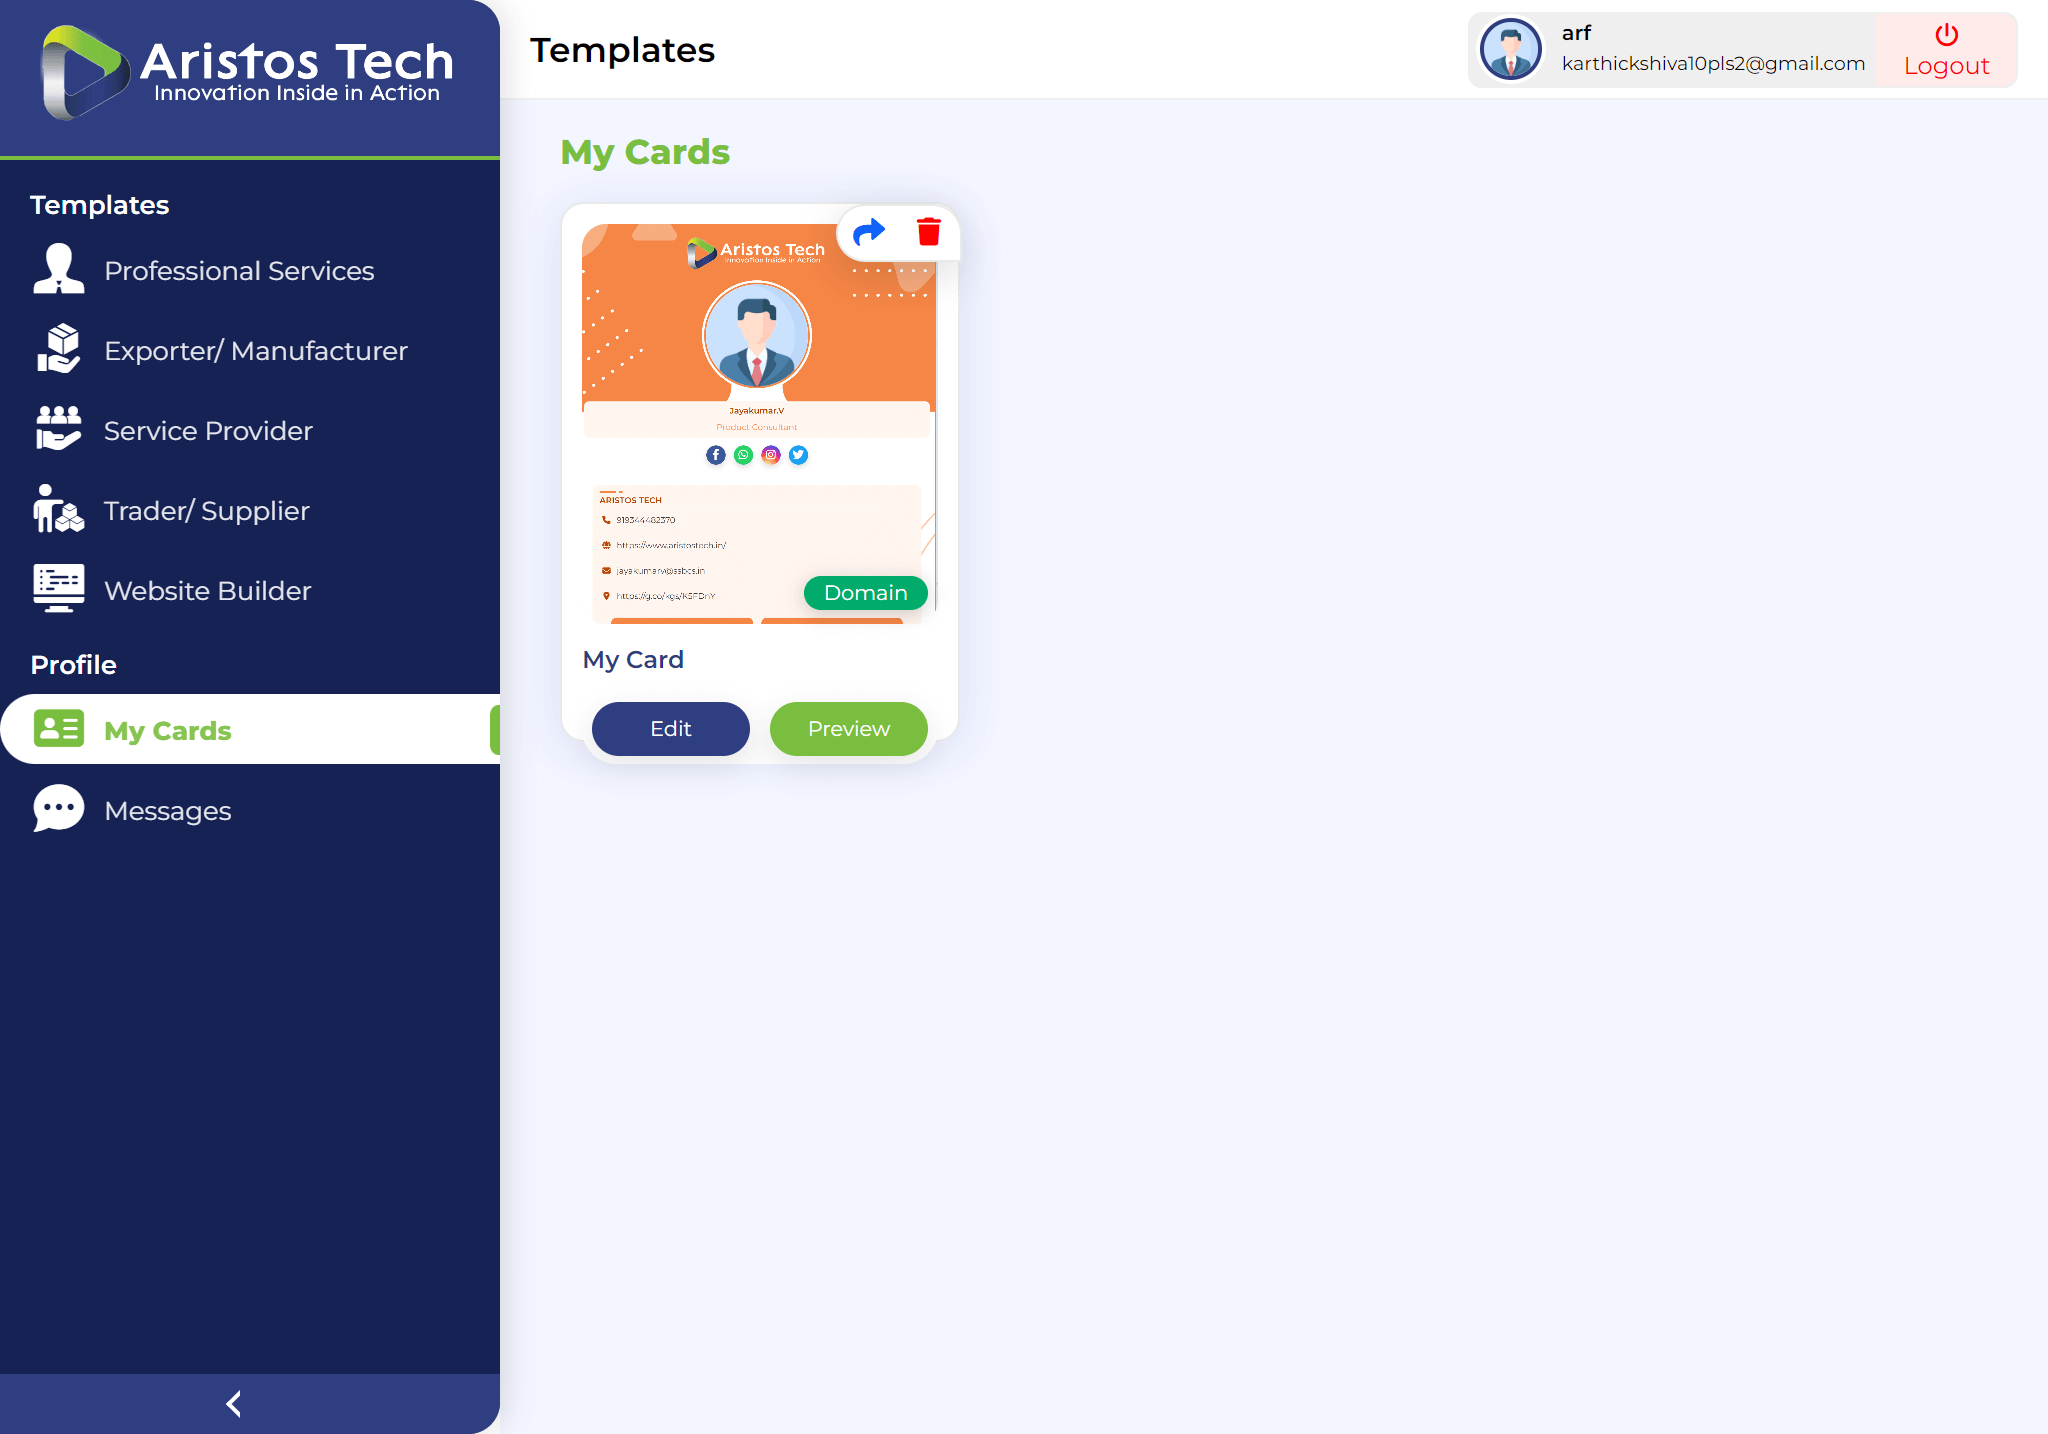 Aristos Tech
Innovation Inside in Action
Templates
Professional Services
Exporter/ Manufacturer
Service Provider
Trader/ Supplier
Website Builder
Profile
My Cards
Messages
Templates
arf
karthickshiva10pls2@gmail.com
Logout
My Cards
Aristos Tech
Innovation Inside in Action
Jayakumar.V
Product Consultant
ARISTOS TECH
919344482370
https://www.aristostech.in/
jayakumarv@ssbcs.in
https://g.co/kgs/KSFDnY
Domain
My Card
Edit
Preview